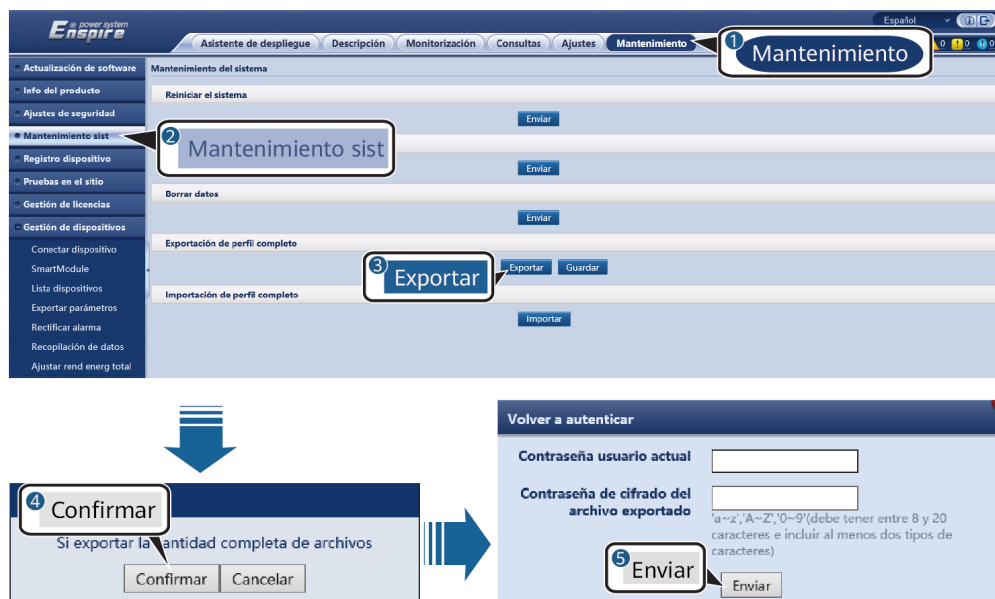 power system
Enspire
Español
Asistente de despliegue
Descripción
Monitorización
Consultas
Ajustes
Mantenimiento
1 Mantenimiento
0
0
0
Actualización de software
Info del producto
Ajustes de seguridad
Mantenimiento sist
Registro dispositivo
Pruebas en el sitio
Gestión de licencias
Gestión de dispositivos
Conectar dispositivo
SmartModule
Lista dispositivos
Exportar parámetros
Rectificar alarma
Recopilación de datos
Ajustar rend energ total
Mantenimiento del sistema
Reiniciar el sistema
Enviar
2 Mantenimiento sist
Enviar
Borrar datos
Enviar
Exportación de perfil completo
3 Exportar
Exportar Guardar
Importación de perfil completo
Importar
4 Confirmar
Si exportar la cantidad completa de archivos
Confirmar Cancelar
Volver a autenticar
Contraseña usuario actual
Contraseña de cifrado del
archivo exportado
'a~z','A~Z','0~9'(debe tener entre 8 y 20
caracteres e incluir al menos dos tipos de
caracteres)
5 Enviar
Enviar